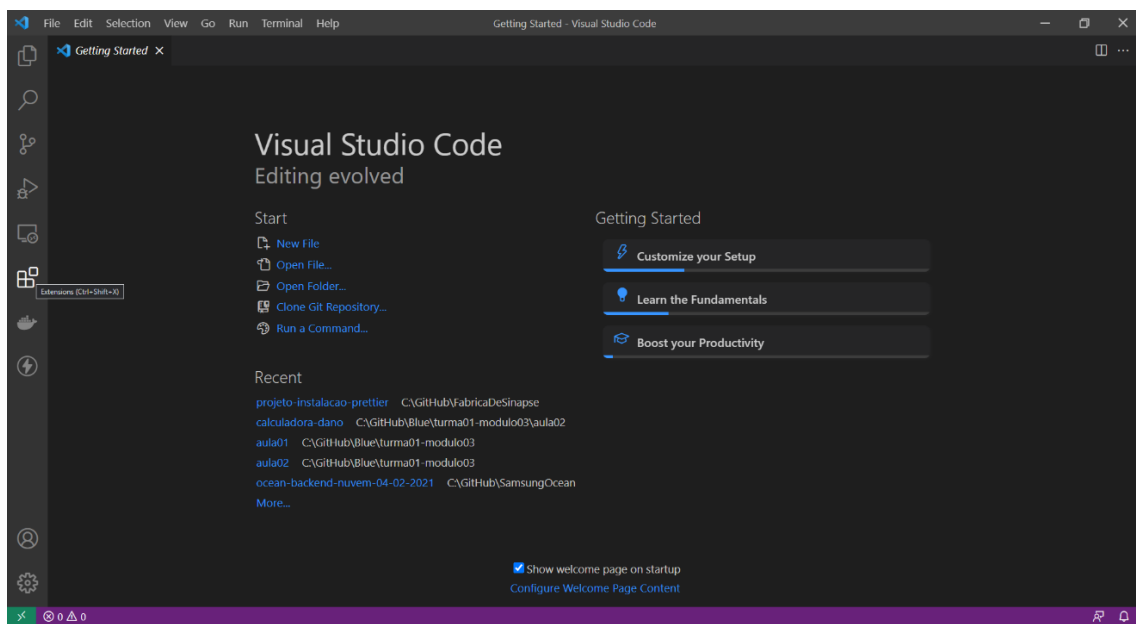 File Edit Selection View Go Run Terminal Help Getting Started - Visual Studio Code
Getting Started
Visual Studio Code
Editing evolved
Start
New File
Open File...
Open Folder...
Clone Git Repository...
Run a Command...
Getting Started
Customize your Setup
Learn the Fundamentals
Boost your Productivity
Extensions (Ctrl+Shift+X)
Recent
projeto-instalacao-prettier C:\GitHub\FabricaDeSinapse
calculadora-dano C:\GitHub\Blue\turma01-modulo03\aula02
aula01 C:\GitHub\Blue\turma01-modulo03
aula02 C:\GitHub\Blue\turma01-modulo03
ocean-backend-nuvem-04-02-2021 C:\GitHub\SamsungOcean
More...
Show welcome page on startup
Configure Welcome Page Content
0 0